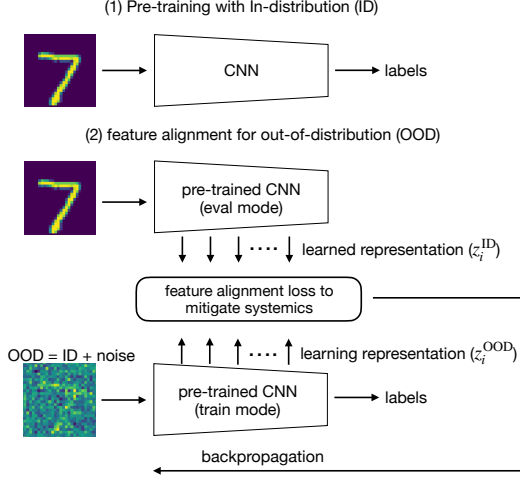 (1) Pre-training with In-distribution (ID)
CNN
labels
(2) feature alignment for out-of-distribution (OOD)
pre-trained CNN
(eval mode)
learned representation (z_i^ID)
feature alignment loss to
mitigate systemics
OOD = ID + noise
learning representation (z_i^OOD)
pre-trained CNN
(train mode)
labels
backpropagation